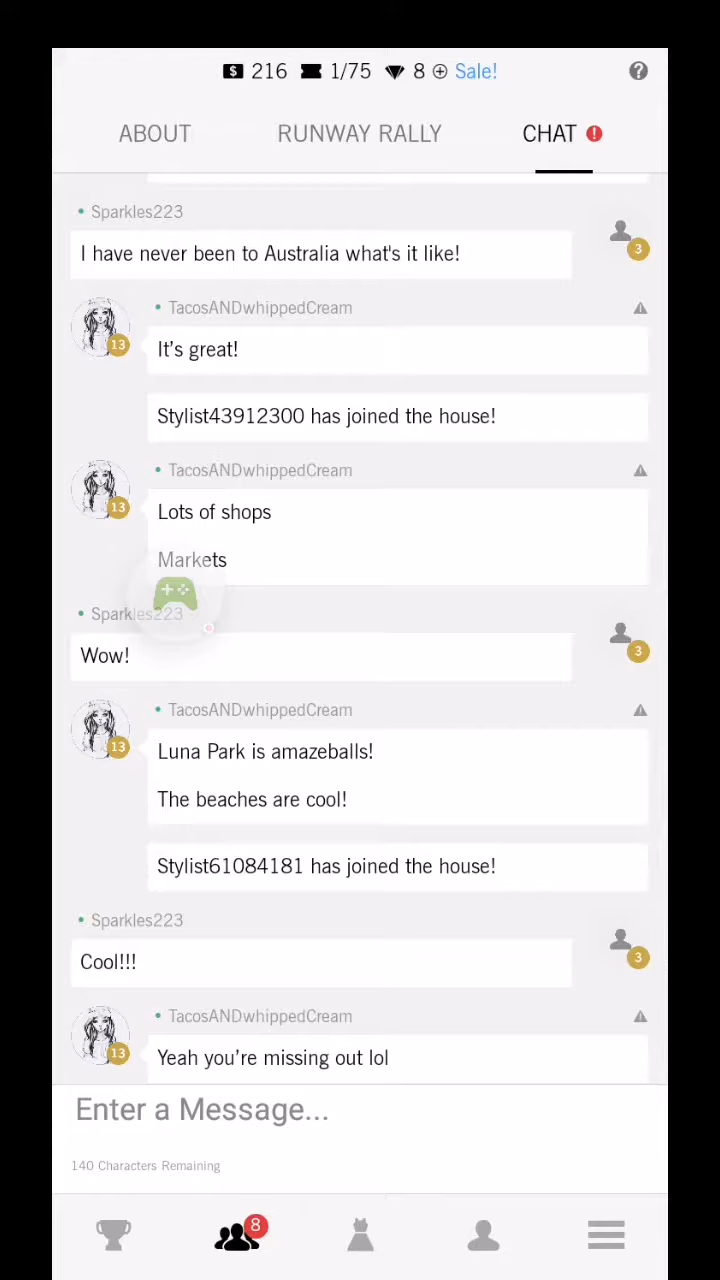 216 1/75 8 Sale! ?
ABOUT RUNWAY RALLY CHAT !
Sparkles223
I have never been to Australia what's it like!
3
TacosANDwhippedCream
13
It's great!
Stylist43912300 has joined the house!
TacosANDwhippedCream
13
Lots of shops
Markets
Sparkles223
Wow!
3
TacosANDwhippedCream
13
Luna Park is amazeballs!
The beaches are cool!
Stylist61084181 has joined the house!
Sparkles223
Cool!!!
3
TacosANDwhippedCream
13
Yeah you're missing out lol
Enter a Message...
140 Characters Remaining
8